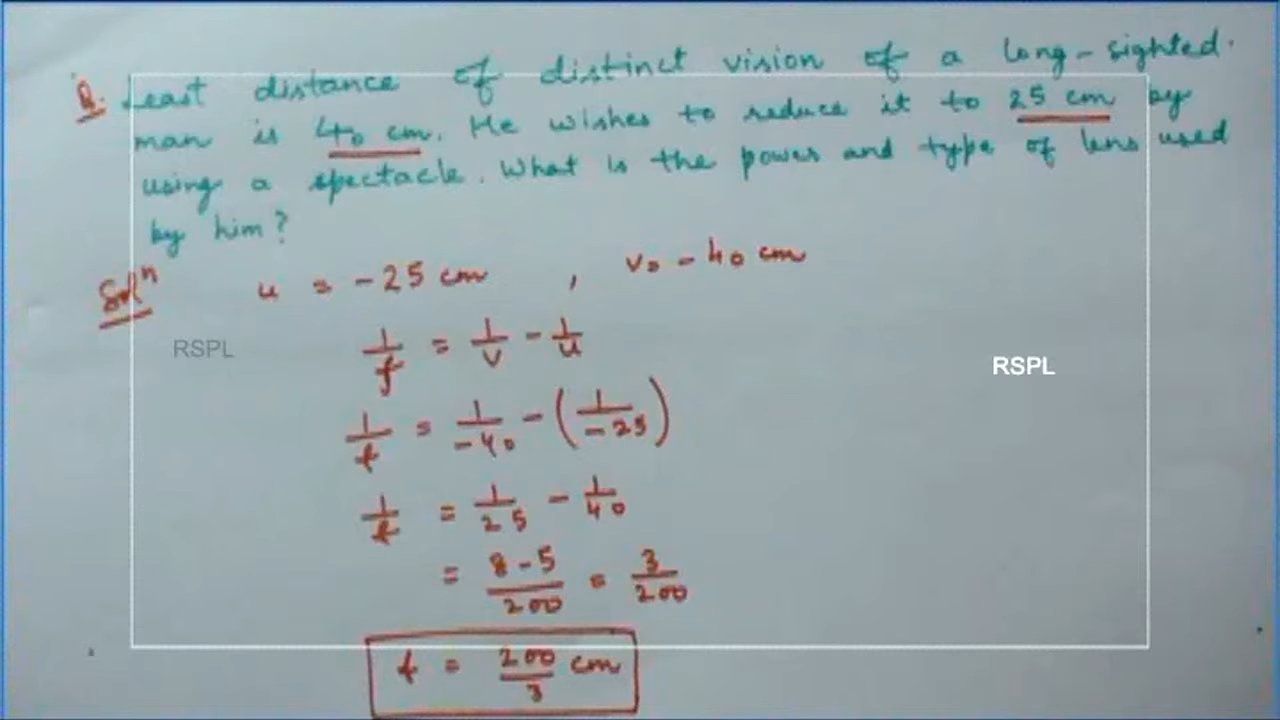 Q. Least distance of distinct vision of a long-sighted
man is 40 cm. He wishes to reduce it to 25 cm by
using a spectacle. What is the power and type of lens used
by him?
Solⁿ u = -25 cm , v = -40 cm
1/f = 1/v - 1/u
RSPL RSPL
1/f = 1/-40 - (1/-25)
1/f = 1/25 - 1/40
= 8-5/200 = 3/200
f = 200/3 cm